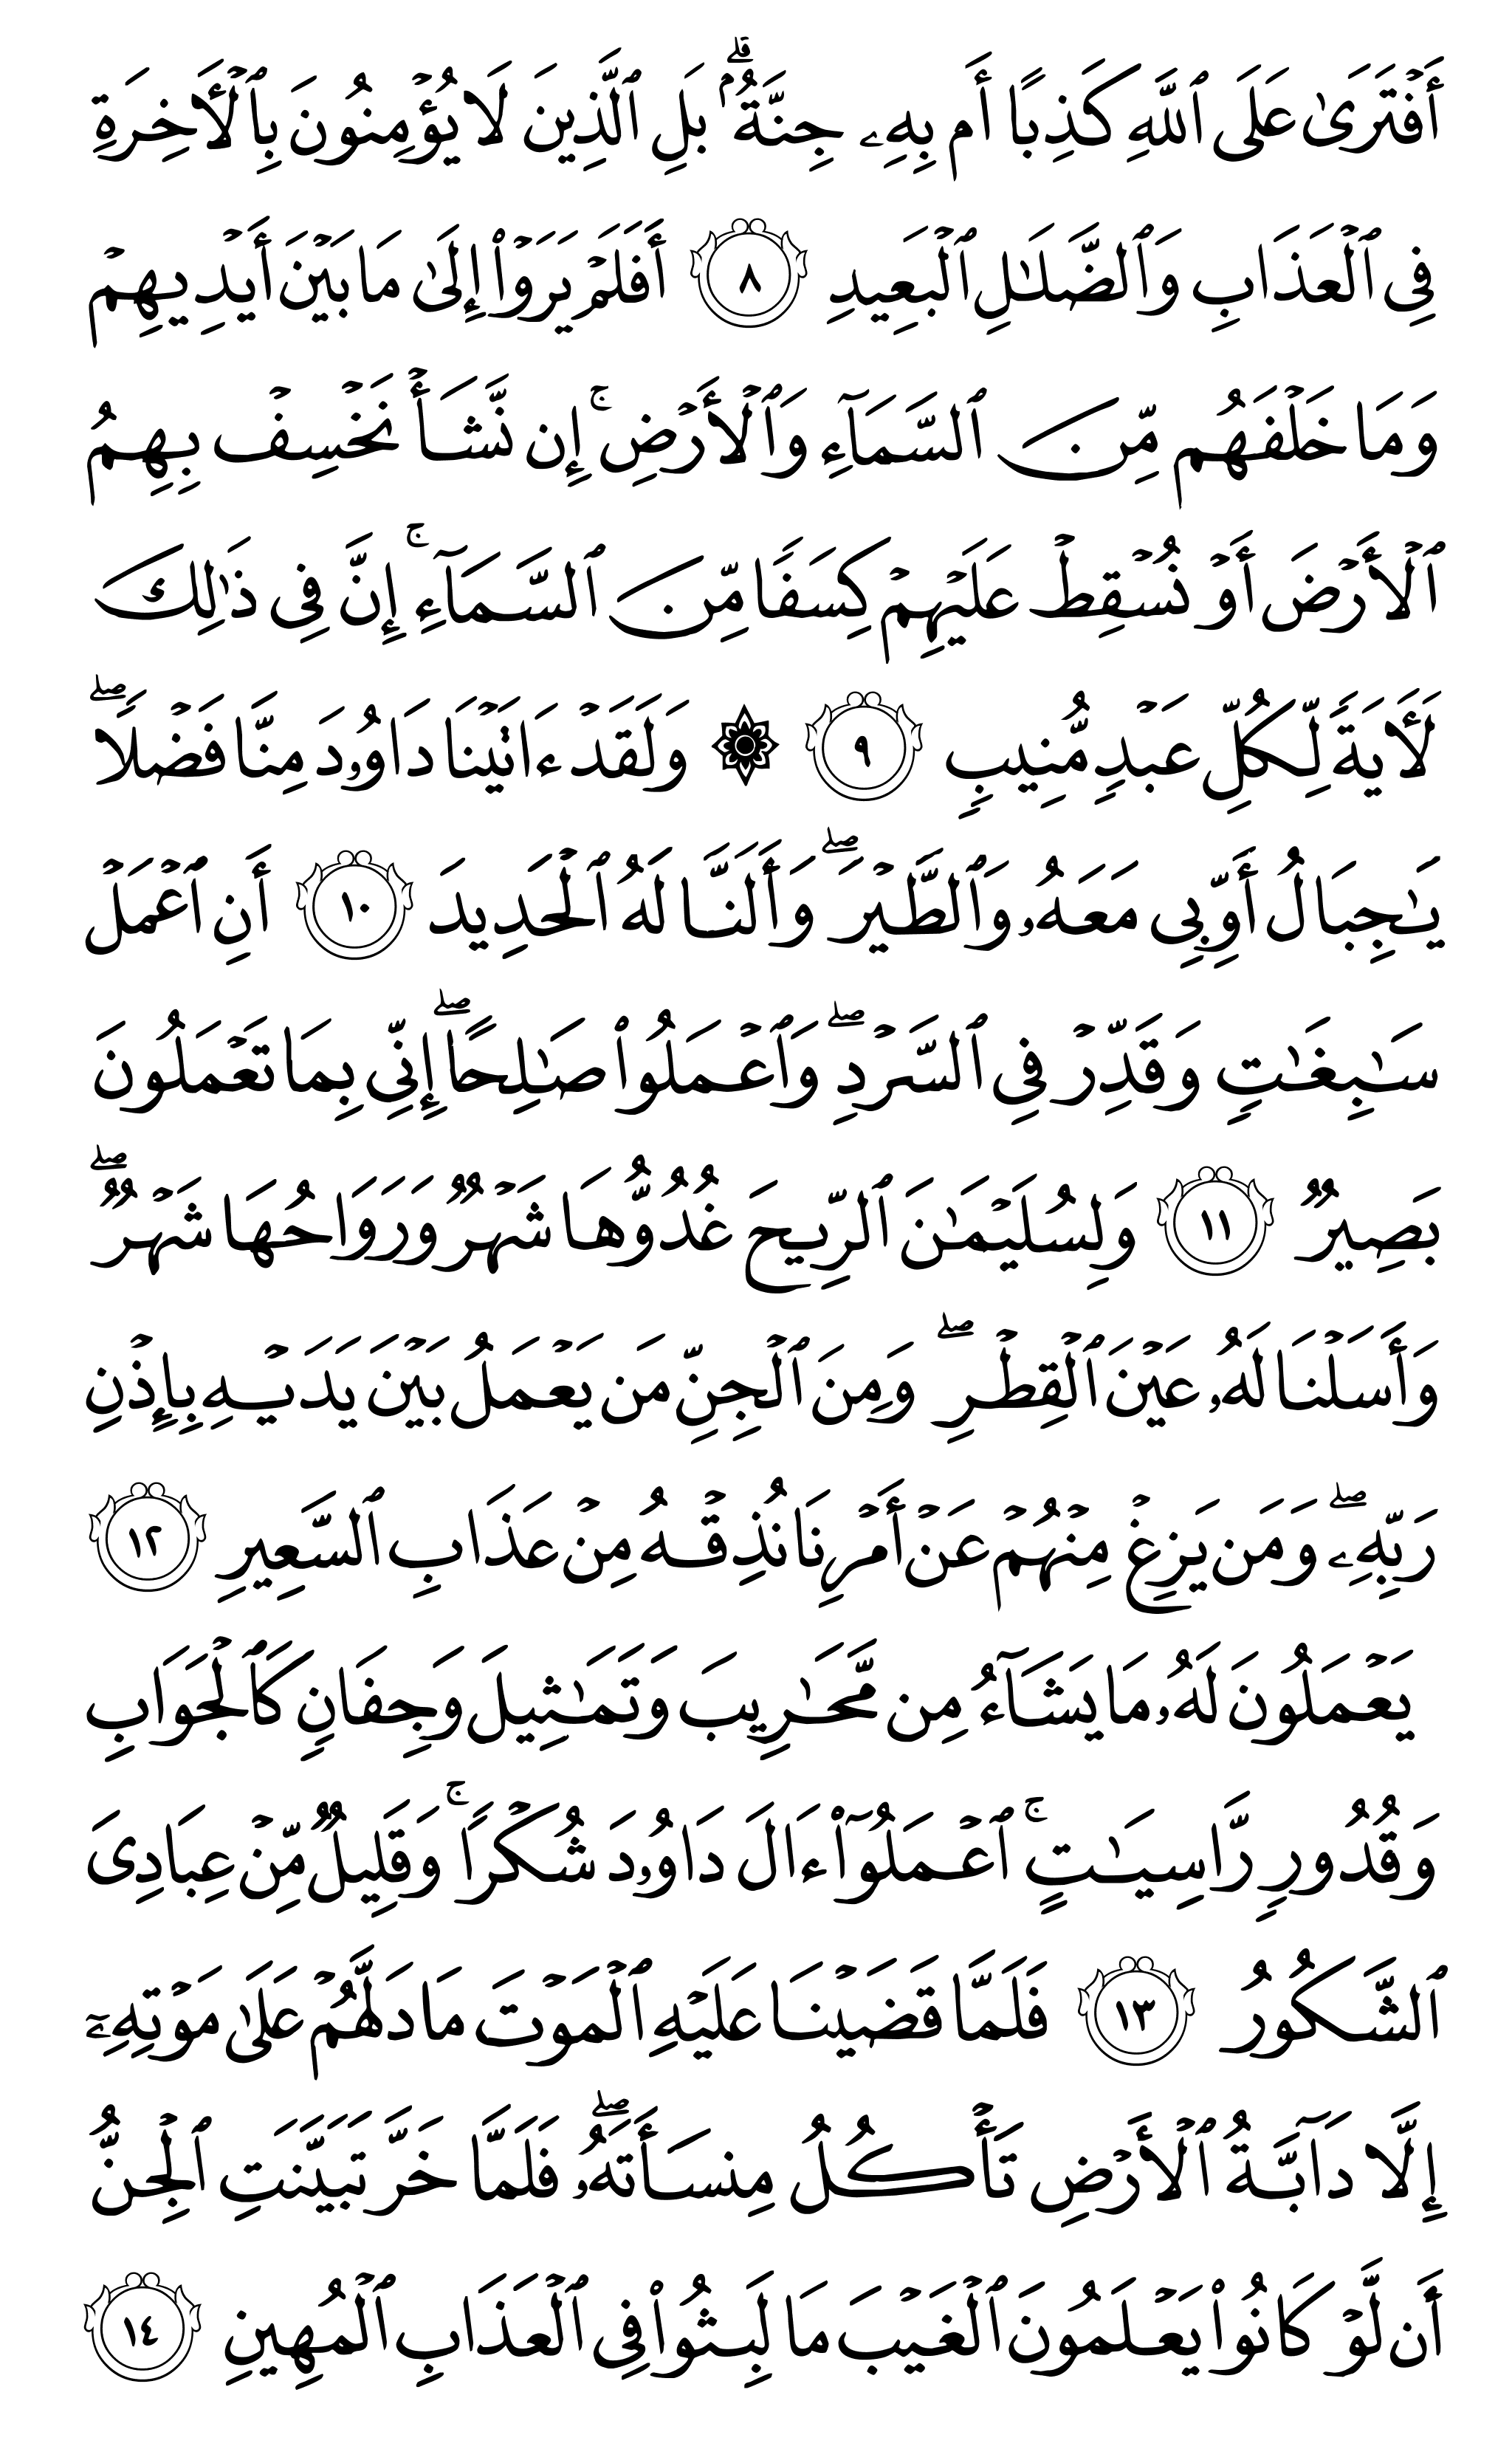 أَفۡتَرَىٰ عَلَى ٱللَّهِ كَذِبًا أَم بِهِۦ جِنَّةُۢۗ بَلِ ٱلَّذِينَ لَا يُؤۡمِنُونَ بِٱلۡأٓخِرَةِ
فِي ٱلۡعَذَابِ وَٱلضَّلَٰلِ ٱلۡبَعِيدِ ٨ أَفَلَمۡ يَرَوۡاْ إِلَىٰ مَا بَيۡنَ أَيۡدِيهِمۡ
وَمَا خَلۡفَهُم مِّنَ ٱلسَّمَآءِ وَٱلۡأَرۡضِۚ إِن نَّشَأۡ نَخۡسِفۡ بِهِمُ
ٱلۡأَرۡضَ أَوۡ نُسۡقِطۡ عَلَيۡهِمۡ كِسَفٗا مِّنَ ٱلسَّمَآءِۚ إِنَّ فِي ذَٰلِكَ
لَأٓيَةٗ لِّكُلِّ عَبۡدٖ مُّنِيبٖ ٩ ۞ وَلَقَدۡ ءَاتَيۡنَا دَاوُۥدَ مِنَّا فَضۡلٗاۖ
يَٰجِبَالُ أَوِّبِي مَعَهُۥ وَٱلطَّيۡرَۖ وَأَلَنَّا لَهُ ٱلۡحَدِيدَ ١٠ أَنِ ٱعۡمَلۡ
سَٰبِغَٰتٖ وَقَدِّرۡ فِي ٱلسَّرۡدِۖ وَٱعۡمَلُواْ صَٰلِحًاۖ إِنِّي بِمَا تَعۡمَلُونَ
بَصِيرٞ ١١ وَلِسُلَيۡمَٰنَ ٱلرِّيحَ غُدُوُّهَا شَهۡرٞ وَرَوَاحُهَا شَهۡرٞۖ
وَأَسَلۡنَا لَهُۥ عَيۡنَ ٱلۡقِطۡرِۖ وَمِنَ ٱلۡجِنِّ مَن يَعۡمَلُ بَيۡنَ يَدَيۡهِ بِإِذۡنِ
رَبِّهِۦۖ وَمَن يَزِغۡ مِنۡهُمۡ عَنۡ أَمۡرِنَا نُذِقۡهُ مِنۡ عَذَابِ ٱلسَّعِيرِ ١٢
يَعۡمَلُونَ لَهُۥ مَا يَشَآءُ مِن مَّحَٰرِيبَ وَتَمَٰثِيلَ وَجِفَانٖ كَٱلۡجَوَابِ
وَقُدُورٖ رَّاسِيَٰتٍۚ ٱعۡمَلُوٓاْ ءَالَ دَاوُۥدَ شُكۡرٗاۚ وَقَلِيلٞ مِّنۡ عِبَادِيَ
ٱلشَّكُورُ ١٣ فَلَمَّا قَضَيۡنَا عَلَيۡهِ ٱلۡمَوۡتَ مَا دَلَّهُمۡ عَلَىٰ مَوۡتِهِۦٓ
إِلَّا دَآبَّةُ ٱلۡأَرۡضِ تَأۡكُلُ مِنسَأَتَهُۥۖ فَلَمَّا خَرَّ تَبَيَّنَتِ ٱلۡجِنُّ
أَن لَّوۡ كَانُواْ يَعۡلَمُونَ ٱلۡغَيۡبَ مَا لَبِثُواْ فِي ٱلۡعَذَابِ ٱلۡمُهِينِ ١٤